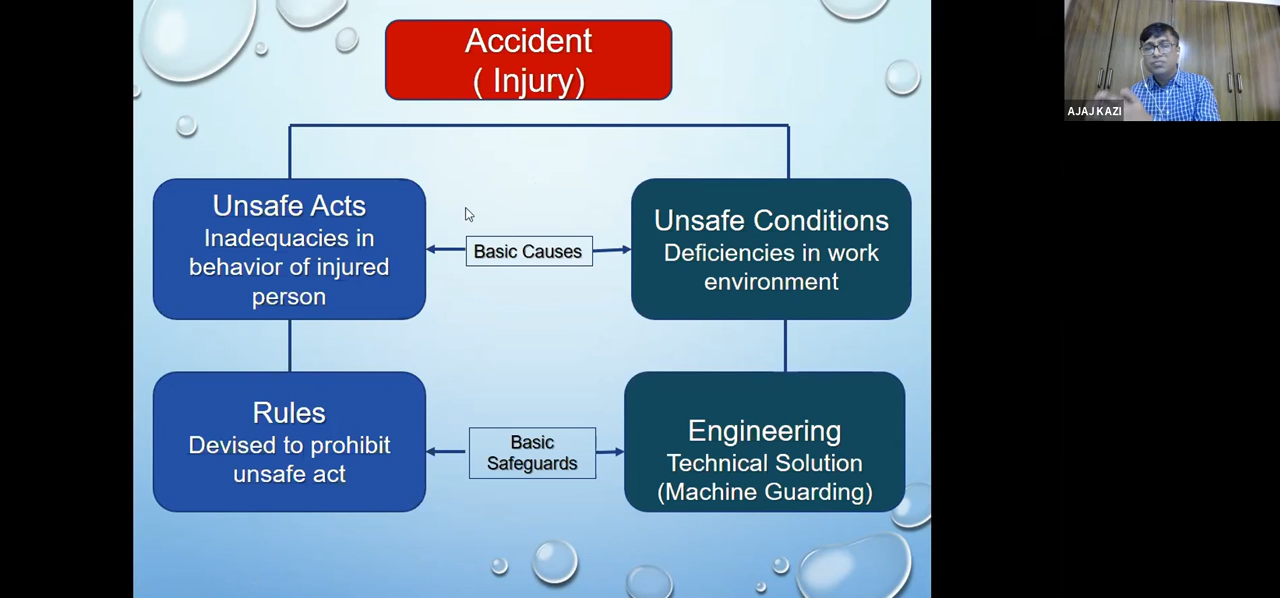 Accident
( Injury)
AJAJ KAZI
Unsafe Acts
Inadequacies in
behavior of injured
person
Basic Causes
Unsafe Conditions
Deficiencies in work
environment
Rules
Devised to prohibit
unsafe act
Basic
Safeguards
Engineering
Technical Solution
(Machine Guarding)